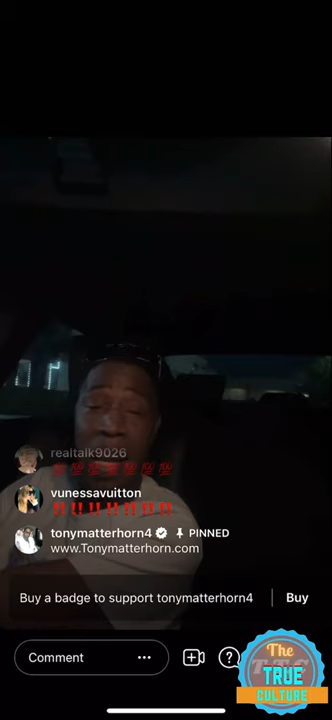 realtalk9026
💯💯💯💯💯💯💯
vunessavuitton
‼️‼️‼️‼️‼️‼️‼️
tonymatterhorn4 PINNED
www.Tonymatterhorn.com
Buy a badge to support tonymatterhorn4 Buy
Comment
The
T.T.C
TRUE
CULTURE